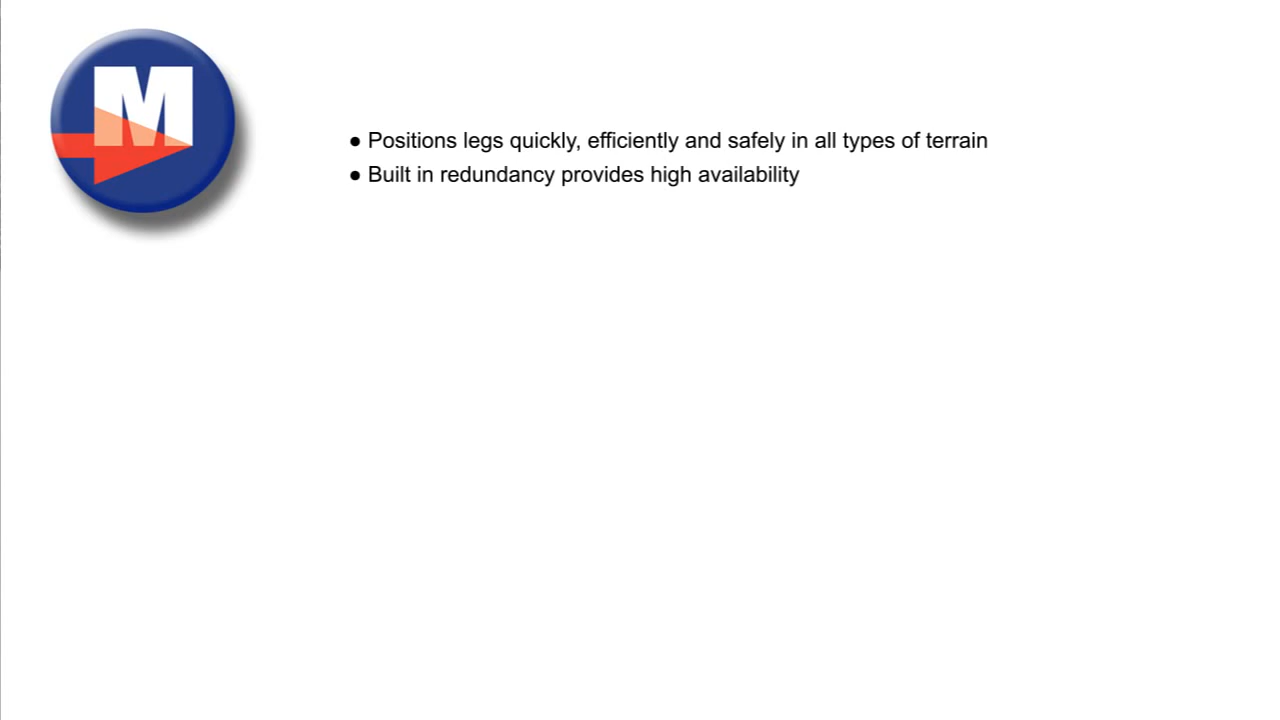 M
● Positions legs quickly, efficiently and safely in all types of terrain
● Built in redundancy provides high availability